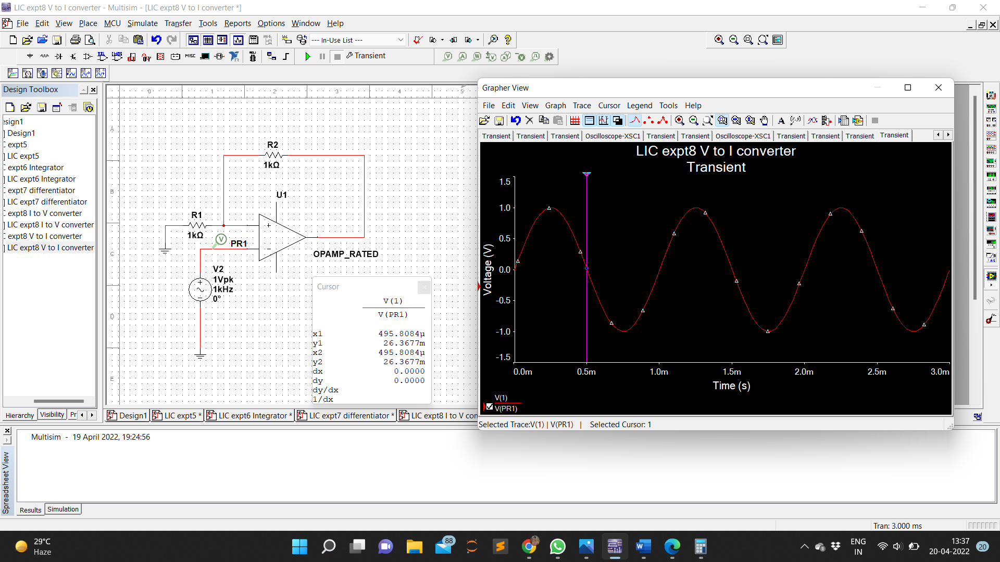 LIC expt8 V to I converter - Multisim - [LIC expt8 V to I converter *]
File Edit View Place MCU Simulate Transfer Tools Reports Options Window Help
--- In-Use List ---
MISC
Transient
Design Toolbox
esign1
Design1
C expt5
LIC expt5
C expt6 Integrator
LIC expt6 Integrator
C expt7 differentiator
LIC expt7 differentiator
C expt8 I to V converter
LIC expt8 I to V converter
C expt8 V to I converter
LIC expt8 V to I converter
Hierarchy Visibility Pr
0 1 2 3 4 5
A
B
C
D
E
R2
1kΩ
U1
R1
1kΩ
V
PR1
OPAMP_RATED
V2
1Vpk
1kHz
0°
Cursor
V(1)
V(PR1)
x1 495.8084µ
y1 26.3677m
x2 495.8084µ
y2 26.3677m
dx 0.0000
dy 0.0000
dy/dx
1/dx
Design1 LIC expt5 * LIC expt6 Integrator * LIC expt7 differentiator * LIC expt8 I to V con
Grapher View
File Edit View Graph Trace Cursor Legend Tools Help
Transient Transient Transient Oscilloscope-XSC1 Transient Transient Oscilloscope-XSC1 Transient Transient Transient Transient
LIC expt8 V to I converter
Transient
1.5
1.0
0.5
0.0
-0.5
-1.0
-1.5
Voltage (V)
0.0m 0.5m 1.0m 1.5m 2.0m 2.5m 3.0m
Time (s)
V(1)
V(PR1)
Selected Trace:V(1) | V(PR1) | Selected Cursor: 1
Spreadsheet View
Multisim - 19 April 2022, 19:24:56
Results Simulation
Tran: 3.000 ms
29°C
Haze
88
ENG
IN
13:37
20-04-2022
20